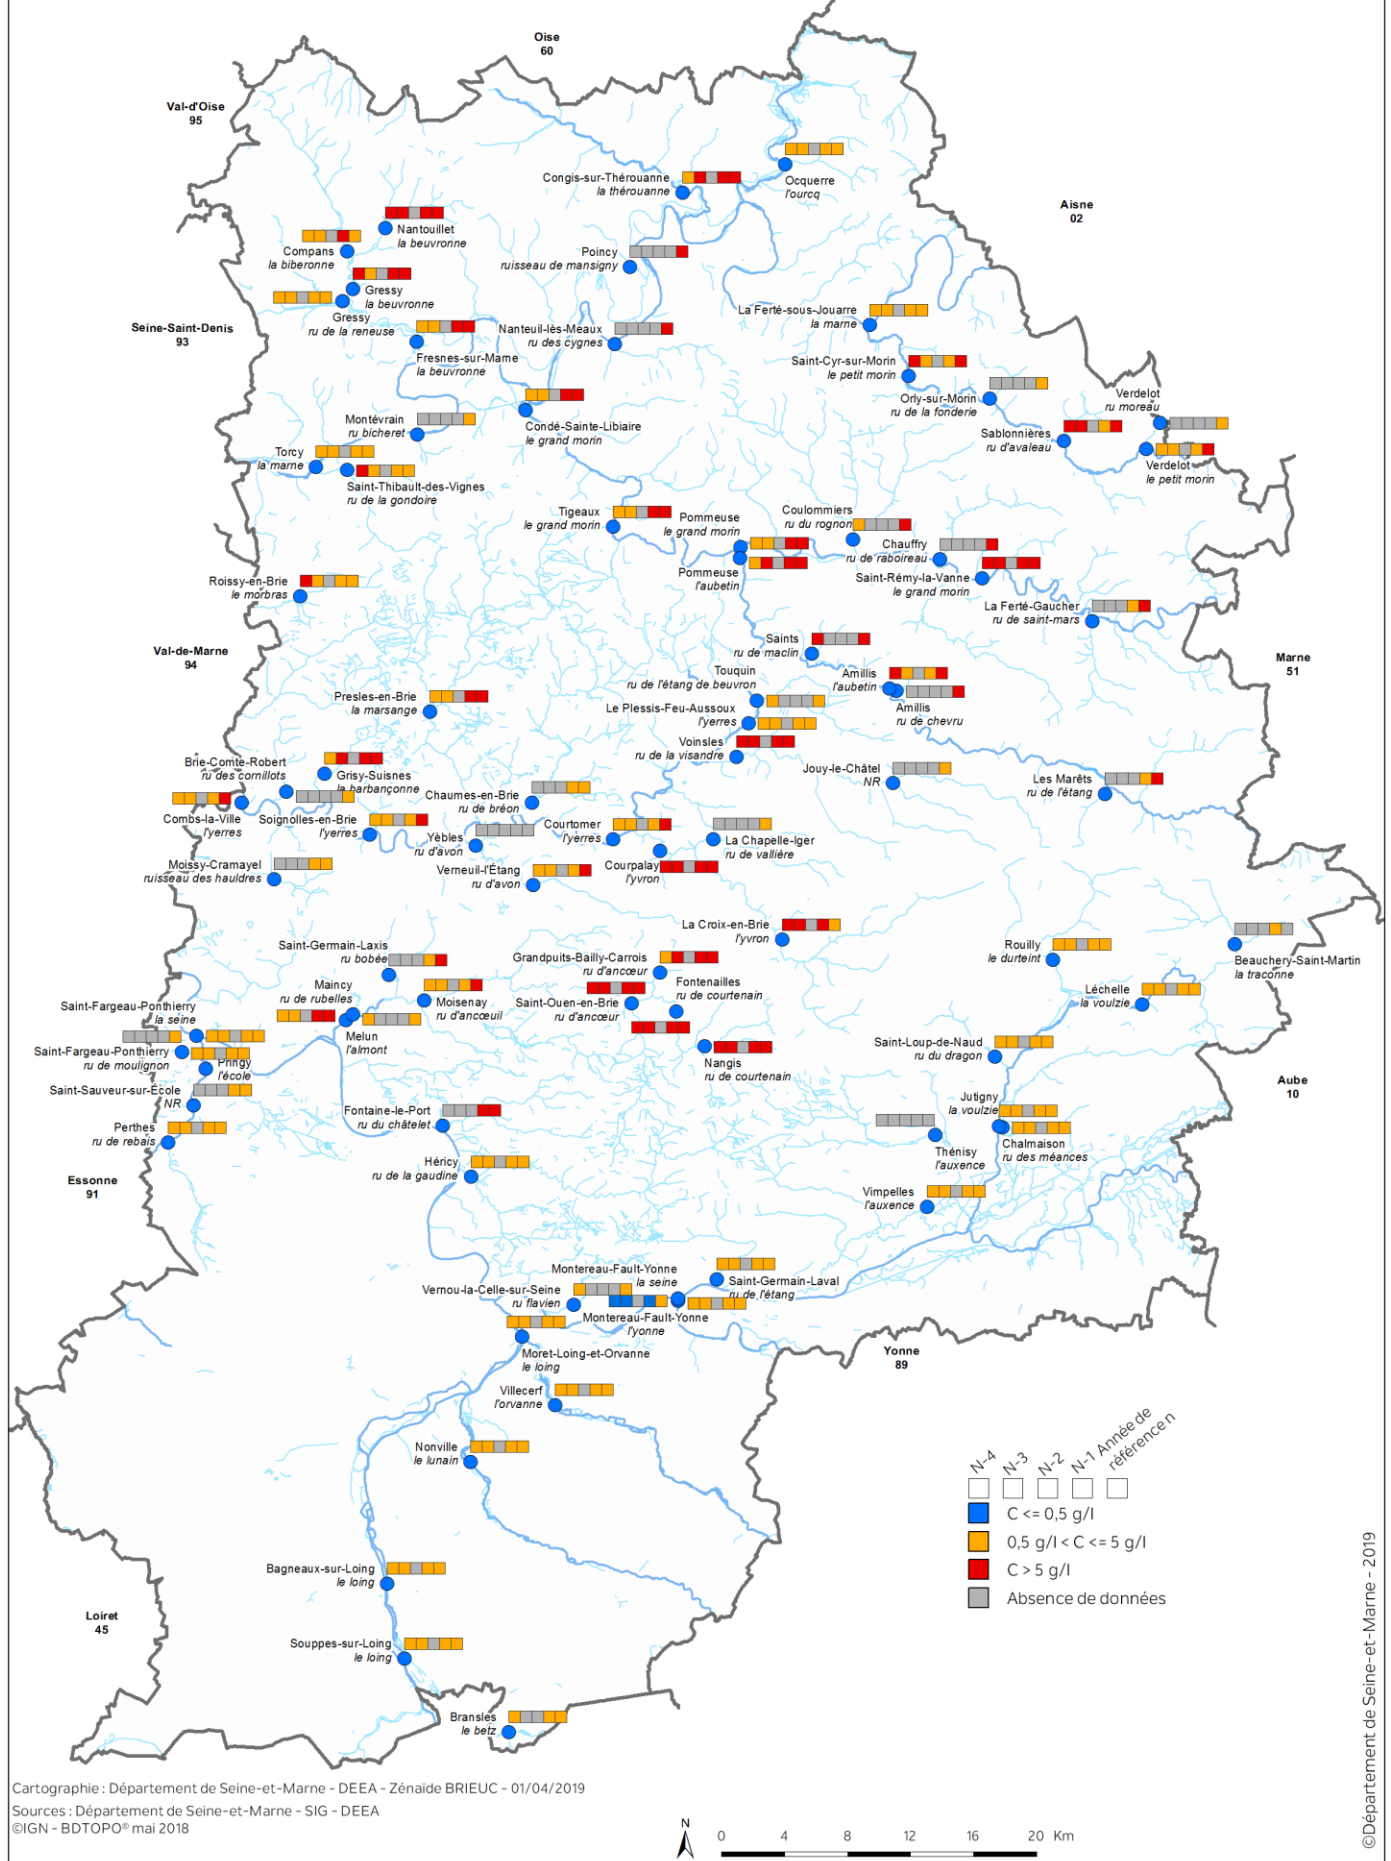 Oise
60
Val-d'Oise
95
Ocquerre
l'ourcq
Congis-sur-Thérouanne
la thérouanne
Aisne
02
Nantouillet
la beuvronne
Compans
la biberonne
Poincy
ruisseau de mansigny
Gressy
la beuvronne
Gressy
ru de la reneuse
La Ferté-sous-Jouarre
la marne
Seine-Saint-Denis
93
Nanteuil-lès-Meaux
ru des cygnes
Fresnes-sur-Marne
la beuvronne
Saint-Cyr-sur-Morin
le petit morin
Orly-sur-Morin
ru de la fonderie
Verdelot
ru moreau
Montévrain
ru bicheret
Condé-Sainte-Libiaire
le grand morin
Sablonnières
ru d'avaleau
Torcy
la marne
Verdelot
le petit morin
Saint-Thibault-des-Vignes
ru de la gondoire
Tigeaux
le grand morin
Pommeuse
le grand morin
Coulommiers
ru du rognon
Chauffry
ru de raboireau
Pommeuse
l'aubetin
Saint-Rémy-la-Vanne
le grand morin
Roissy-en-Brie
le morbras
La Ferté-Gaucher
ru de saint-mars
Val-de-Marne
94
Saints
ru de maclin
Marne
51
Touquin
ru de l'étang de beuvron
Amillis
l'aubetin
Amillis
ru de chevru
Presles-en-Brie
la marsange
Le Plessis-Feu-Aussoux
l'yerres
Voinsles
ru de la visandre
Brie-Comte-Robert
ru des cornillots
Grisy-Suisnes
la barbançonne
Jouy-le-Châtel
NR
Les Marêts
ru de l'étang
Chaumes-en-Brie
ru de bréon
Combs-la-Ville
l'yerres
Soignolles-en-Brie
l'yerres
Courtomer
l'yerres
Yèbles
ru d'avon
La Chapelle-Iger
ru de vallière
Moissy-Cramayel
ruisseau des hauldres
Verneuil-l'Étang
ru d'avon
Courpalay
l'yvron
La Croix-en-Brie
l'yvron
Saint-Germain-Laxis
ru bobée
Grandpuits-Bailly-Carrois
ru d'ancœur
Rouilly
le durteint
Beauchery-Saint-Martin
la traconne
Maincy
ru de rubelles
Moisenay
ru d'ancœuil
Fontenailles
ru de courtenain
Saint-Ouen-en-Brie
ru d'ancœur
Léchelle
la voulzie
Saint-Fargeau-Ponthierry
la seine
Melun
l'almont
Saint-Loup-de-Naud
ru du dragon
Saint-Fargeau-Ponthierry
ru de moulignon
Pringy
l'école
Nangis
ru de courtenain
Saint-Sauveur-sur-École
NR
Aube
10
Jutigny
la voulzie
Fontaine-le-Port
ru du châtelet
Perthes
ru de rebais
Chalmaison
ru des méances
Thénisy
l'auxence
Héricy
ru de la gaudine
Essonne
91
Vimpelles
l'auxence
Montereau-Fault-Yonne
la seine
Saint-Germain-Laval
ru de l'étang
Vernou-la-Celle-sur-Seine
ru flavien
Montereau-Fault-Yonne
l'yonne
Moret-Loing-et-Orvanne
le loing
Yonne
89
Villecerf
l'orvanne
Nonville
le lunain
N-4
N-3
N-2
N-1
Année de
référence n
C <= 0,5 g/l
0,5 g/l < C <= 5 g/l
C > 5 g/l
Absence de données
Bagneaux-sur-Loing
le loing
Loiret
45
Souppes-sur-Loing
le loing
Bransles
le betz
©Département de Seine-et-Marne - 2019
Cartographie : Département de Seine-et-Marne - DEEA - Zénaïde BRIEUC - 01/04/2019
Sources : Département de Seine-et-Marne - SIG - DEEA
©IGN - BDTOPO® mai 2018
N
0 4 8 12 16 20 Km